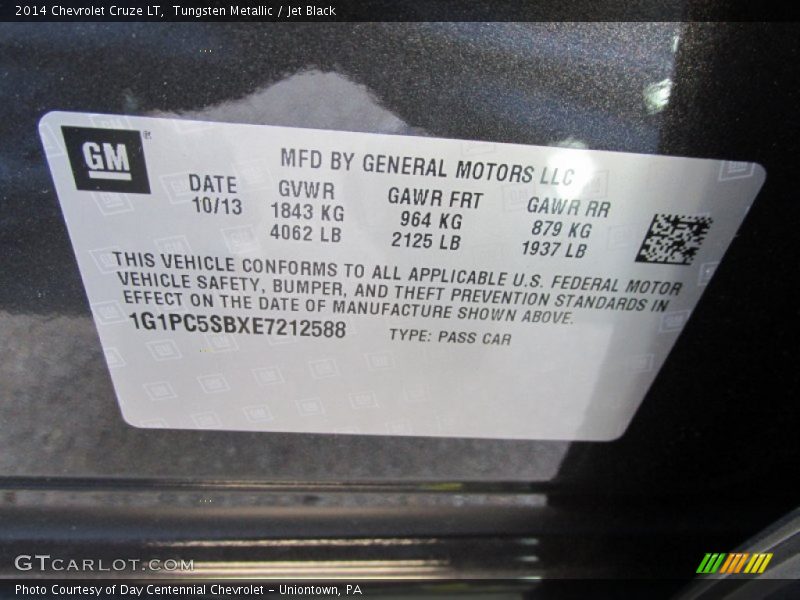 2014 Chevrolet Cruze LT,  Tungsten Metallic / Jet Black
GM ®
MFD BY GENERAL MOTORS LLC
DATE GVWR GAWR FRT GAWR RR
10/13 1843 KG 964 KG 879 KG
4062 LB 2125 LB 1937 LB
THIS VEHICLE CONFORMS TO ALL APPLICABLE U.S. FEDERAL MOTOR
VEHICLE SAFETY, BUMPER, AND THEFT PREVENTION STANDARDS IN
EFFECT ON THE DATE OF MANUFACTURE SHOWN ABOVE.
1G1PC5SBXE7212588 TYPE: PASS CAR
GTCARLOT.COM
Photo Courtesy of Day Centennial Chevrolet - Uniontown, PA